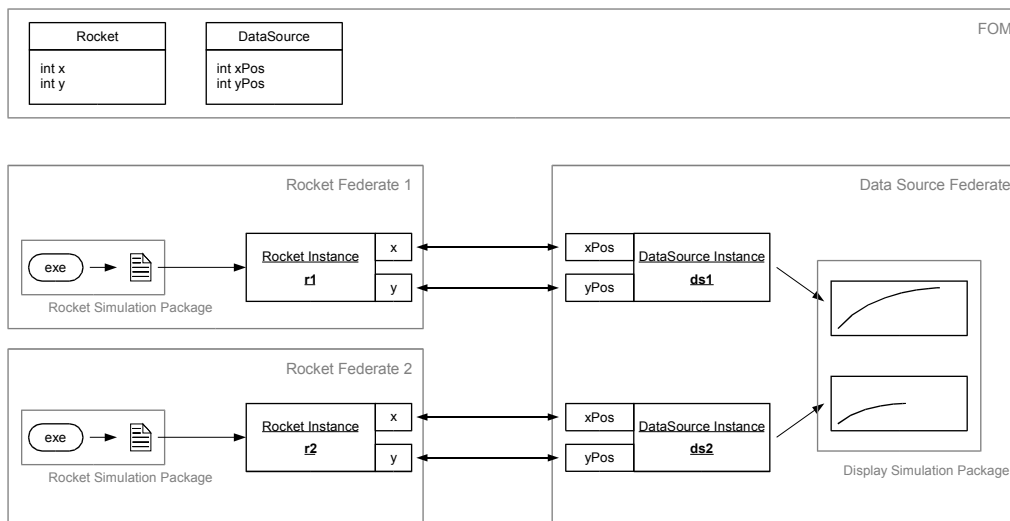 FOM
Rocket
int x
int y
DataSource
int xPos
int yPos
Rocket Federate 1
exe
Rocket Simulation Package
Rocket Instance
r1
x
y
Data Source Federate
xPos
yPos
DataSource Instance
ds1
Rocket Federate 2
exe
Rocket Simulation Package
Rocket Instance
r2
x
y
xPos
yPos
DataSource Instance
ds2
Display Simulation Package